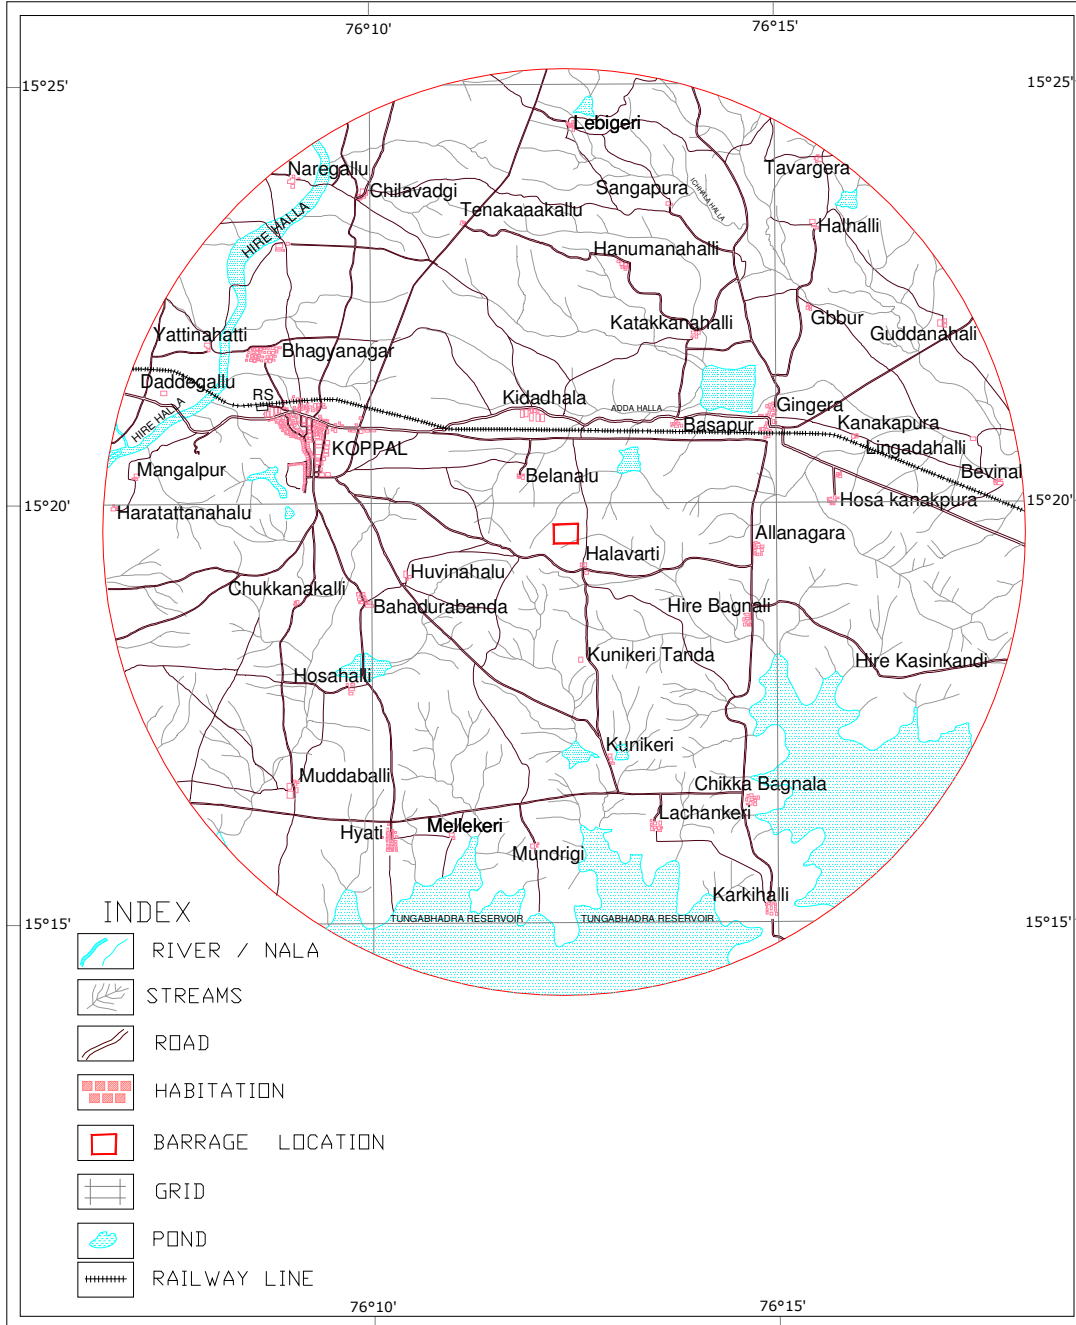 76°10'
76°15'
15°25'
15°25'
Lebigeri
Tavargera
Naregallu
Chilavadgi
Sangapura
ICHHALA HALLA
Tenakaaakallu
Halhalli
HIRE HALLA
Hanumanahalli
Gbbur
Katakkanahalli
Guddanahali
Yattinahatti
Bhagyanagar
Daddegallu
RS
Kidadhala
ADDA HALLA
Gingera
HIRE HALLA
Basapur
Kanakapura
KOPPAL
Lingadahalli
Mangalpur
Belanalu
Bevinal
15°20'
Hosa kanakpura
15°20'
Haratattanahalu
Allanagara
Halavarti
Huvinahalu
Chukkanakalli
Bahadurabanda
Hire Bagnali
Kunikeri Tanda
Hire Kasinkandi
Hosahalli
Kunikeri
Muddaballi
Chikka Bagnala
Lachankeri
Hyati
Mellekeri
Mundrigi
Karkihalli
TUNGABHADRA RESERVOIR
TUNGABHADRA RESERVOIR
15°15'
15°15'
INDEX
RIVER / NALA
STREAMS
ROAD
HABITATION
BARRAGE LOCATION
GRID
POND
RAILWAY LINE
76°10'
76°15'